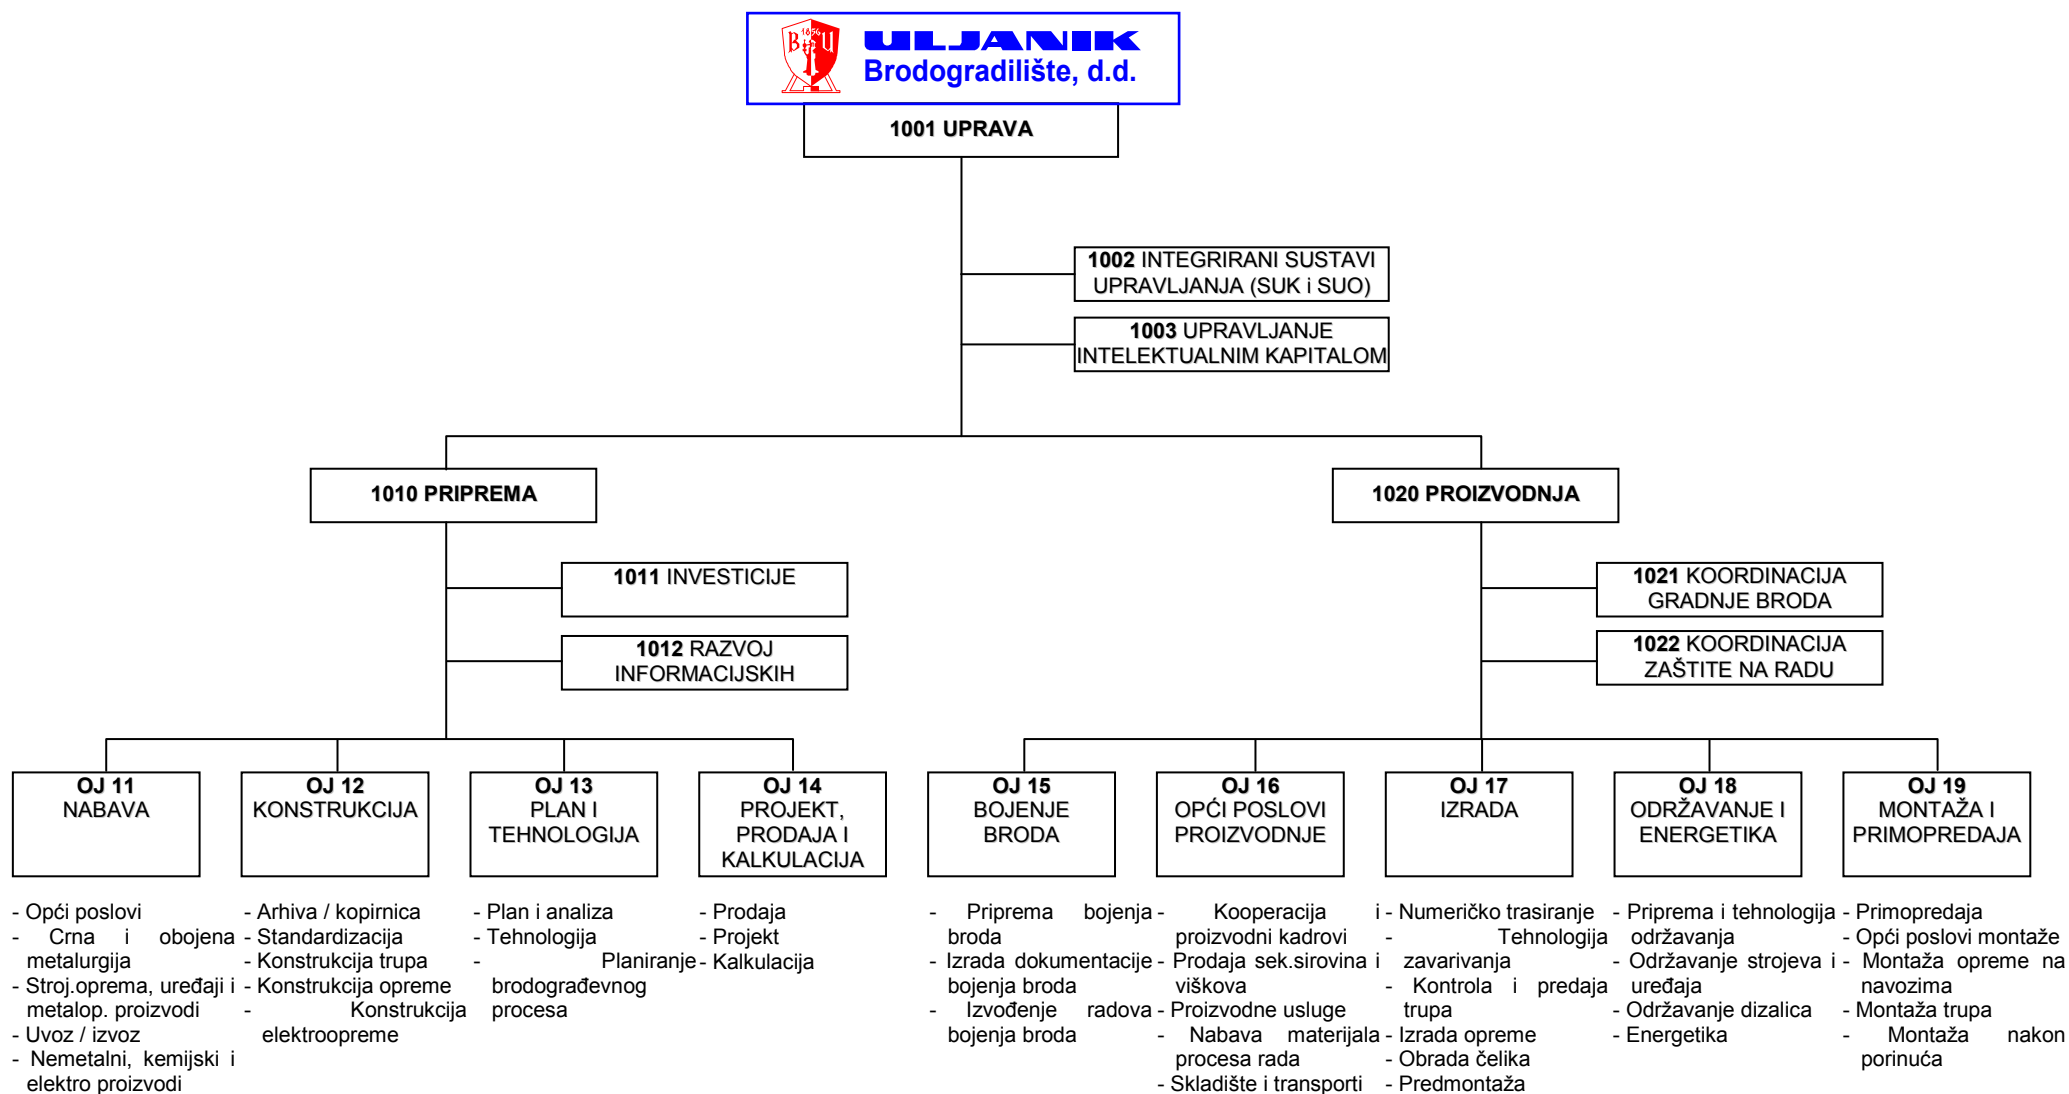 B 1856 U
ULJANIK
Brodogradilište, d.d.
1001 UPRAVA
1002 INTEGRIRANI SUSTAVI
UPRAVLJANJA (SUK i SUO)
1003 UPRAVLJANJE
INTELEKTUALNIM KAPITALOM
1010 PRIPREMA
1020 PROIZVODNJA
1011 INVESTICIJE
1012 RAZVOJ
INFORMACIJSKIH
1021 KOORDINACIJA
GRADNJE BRODA
1022 KOORDINACIJA
ZAŠTITE NA RADU
OJ 11
NABAVA
OJ 12
KONSTRUKCIJA
OJ 13
PLAN I
TEHNOLOGIJA
OJ 14
PROJEKT,
PRODAJA I
KALKULACIJA
OJ 15
BOJENJE
BRODA
OJ 16
OPĆI POSLOVI
PROIZVODNJE
OJ 17
IZRADA
OJ 18
ODRŽAVANJE I
ENERGETIKA
OJ 19
MONTAŽA I
PRIMOPREDAJA
- Opći poslovi
- Crna i obojena
metalurgija
- Stroj.oprema, uređaji i
metalop. proizvodi
- Uvoz / izvoz
- Nemetalni, kemijski i
elektro proizvodi
- Arhiva / kopirnica
- Standardizacija
- Konstrukcija trupa
- Konstrukcija opreme
- Konstrukcija
elektroopreme
- Plan i analiza
- Tehnologija
- Planiranje
brodograđevnog
procesa
- Prodaja
- Projekt
- Kalkulacija
- Priprema bojenja
broda
- Izrada dokumentacije
bojenja broda
- Izvođenje radova
bojenja broda
- Kooperacija i
proizvodni kadrovi
- Prodaja sek.sirovina i
viškova
- Proizvodne usluge
- Nabava materijala
procesa rada
- Skladište i transporti
- Numeričko trasiranje
- Tehnologija
zavarivanja
- Kontrola i predaja
trupa
- Izrada opreme
- Obrada čelika
- Predmontaža
- Priprema i tehnologija
održavanja
- Održavanje strojeva i
uređaja
- Održavanje dizalica
- Energetika
- Primopredaja
- Opći poslovi montaže
- Montaža opreme na
navozima
- Montaža trupa
- Montaža nakon
porinuća